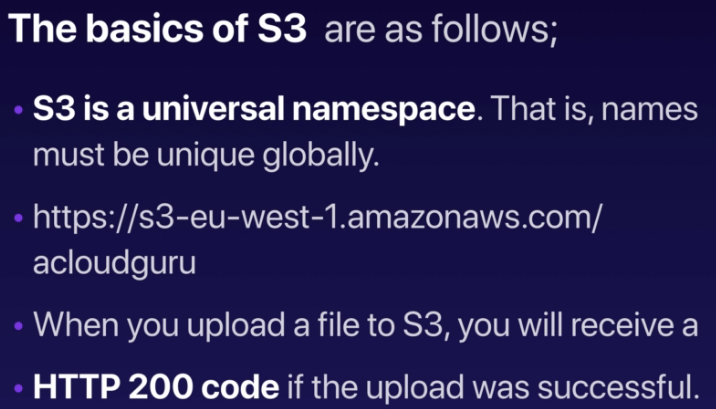 The basics of S3 are as follows;
• S3 is a universal namespace. That is, names
must be unique globally.
• https://s3-eu-west-1.amazonaws.com/
acloudguru
• When you upload a file to S3, you will receive a
• HTTP 200 code if the upload was successful.